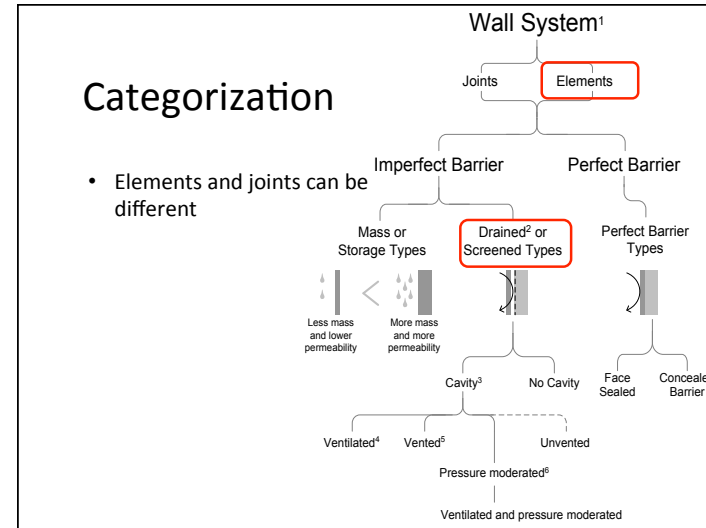 Wall System¹
Categorization
Joints
Elements
• Elements and joints can be
different
Imperfect Barrier
Perfect Barrier
Mass or
Storage Types
Drained² or
Screened Types
Perfect Barrier
Types
<
Less mass
and lower
permeability
More mass
and more
permeability
Cavity³
No Cavity
Face
Sealed
Conceale
Barrier
Ventilated⁴
Vented⁵
Unvented
Pressure moderated⁶
Ventilated and pressure moderated